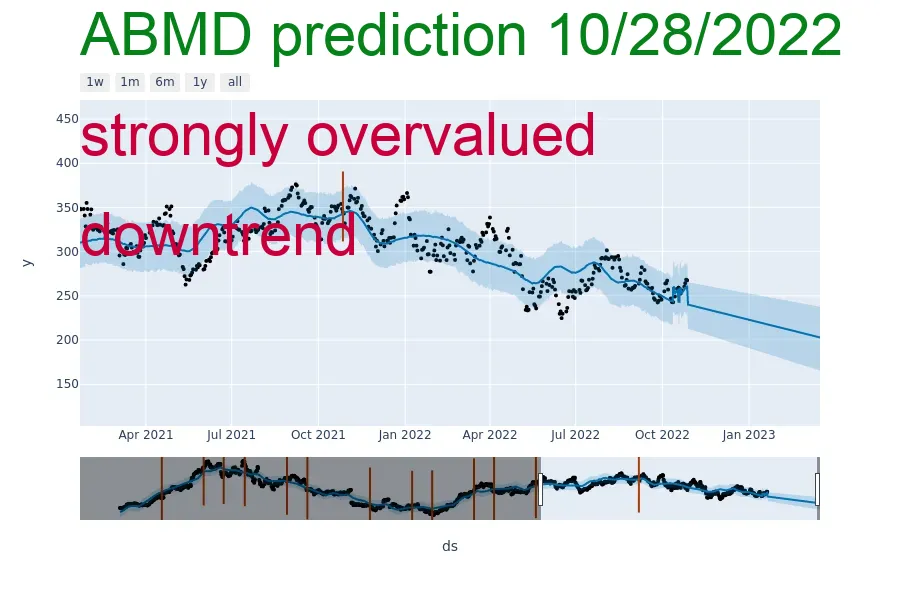 ABMD prediction 10/28/2022
1w 1m 6m 1y all
strongly overvalued
downtrend
450
400
350
300
250
200
150
y
Apr 2021 Jul 2021 Oct 2021 Jan 2022 Apr 2022 Jul 2022 Oct 2022 Jan 2023
ds